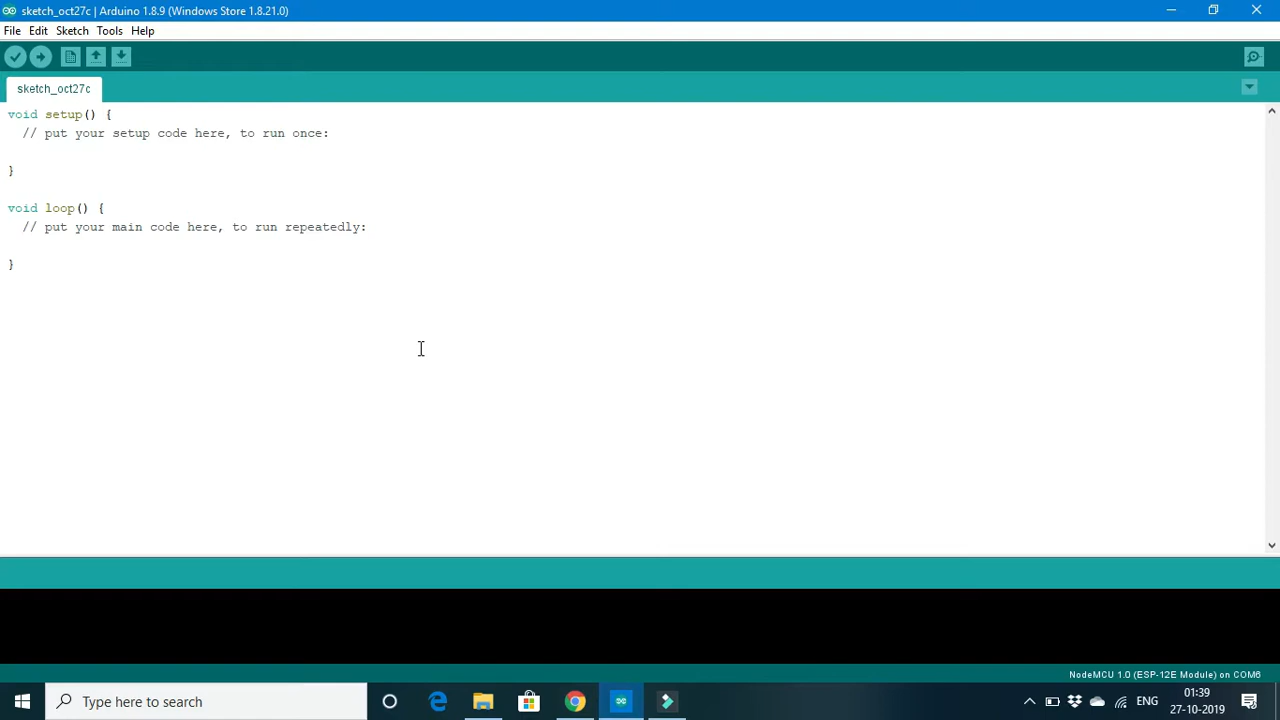 sketch_oct27c | Arduino 1.8.9 (Windows Store 1.8.21.0)
File Edit Sketch Tools Help
sketch_oct27c
void setup() {
  // put your setup code here, to run once:
}
void loop() {
  // put your main code here, to run repeatedly:
}
NodeMCU 1.0 (ESP-12E Module) on COM6
Type here to search
ENG
01:39
27-10-2019